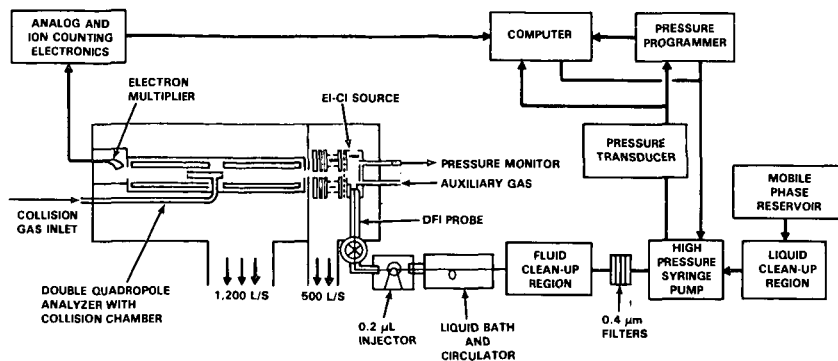 ANALOG AND
ION COUNTING
ELECTRONICS
COMPUTER
PRESSURE
PROGRAMMER
ELECTRON
MULTIPLIER
EI-CI SOURCE
PRESSURE MONITOR
AUXILIARY GAS
PRESSURE
TRANSDUCER
MOBILE
PHASE
RESERVOIR
COLLISION
GAS INLET
DFI PROBE
DOUBLE QUADROPOLE
ANALYZER WITH
COLLISION CHAMBER
1,200 L/S
500 L/S
0.2 µL
INJECTOR
LIQUID BATH
AND
CIRCULATOR
FLUID
CLEAN-UP
REGION
0.4 µm
FILTERS
HIGH
PRESSURE
SYRINGE
PUMP
LIQUID
CLEAN-UP
REGION